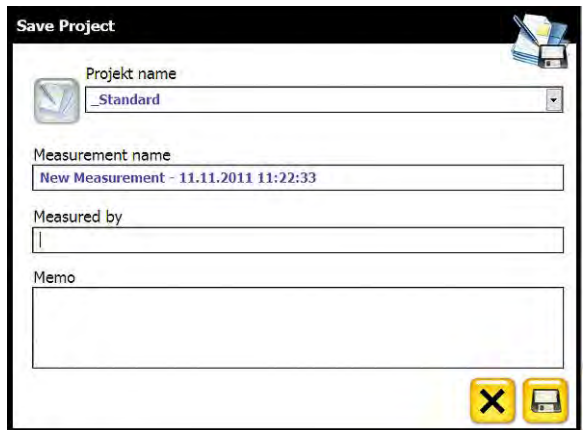 Save Project
Projekt name
_Standard
Measurement name
New Measurement - 11.11.2011 11:22:33
Measured by
Memo